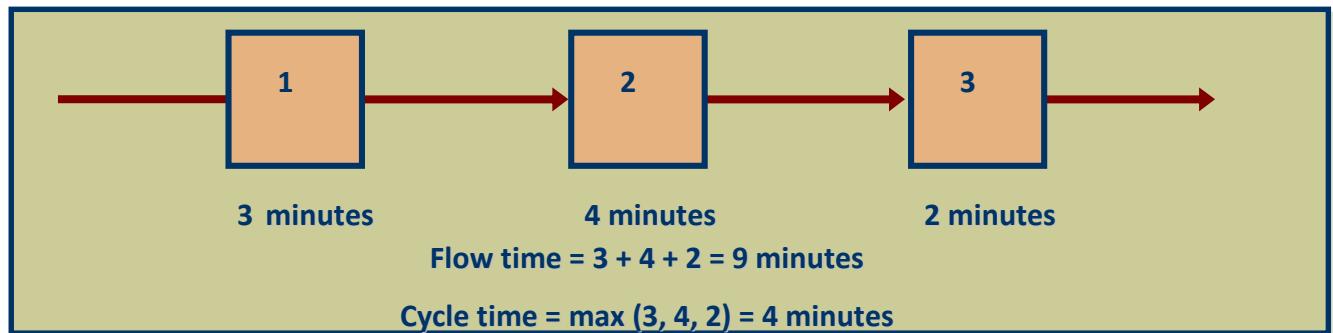 1 2 3
3 minutes 4 minutes 2 minutes
Flow time = 3 + 4 + 2 = 9 minutes
Cycle time = max (3, 4, 2) = 4 minutes